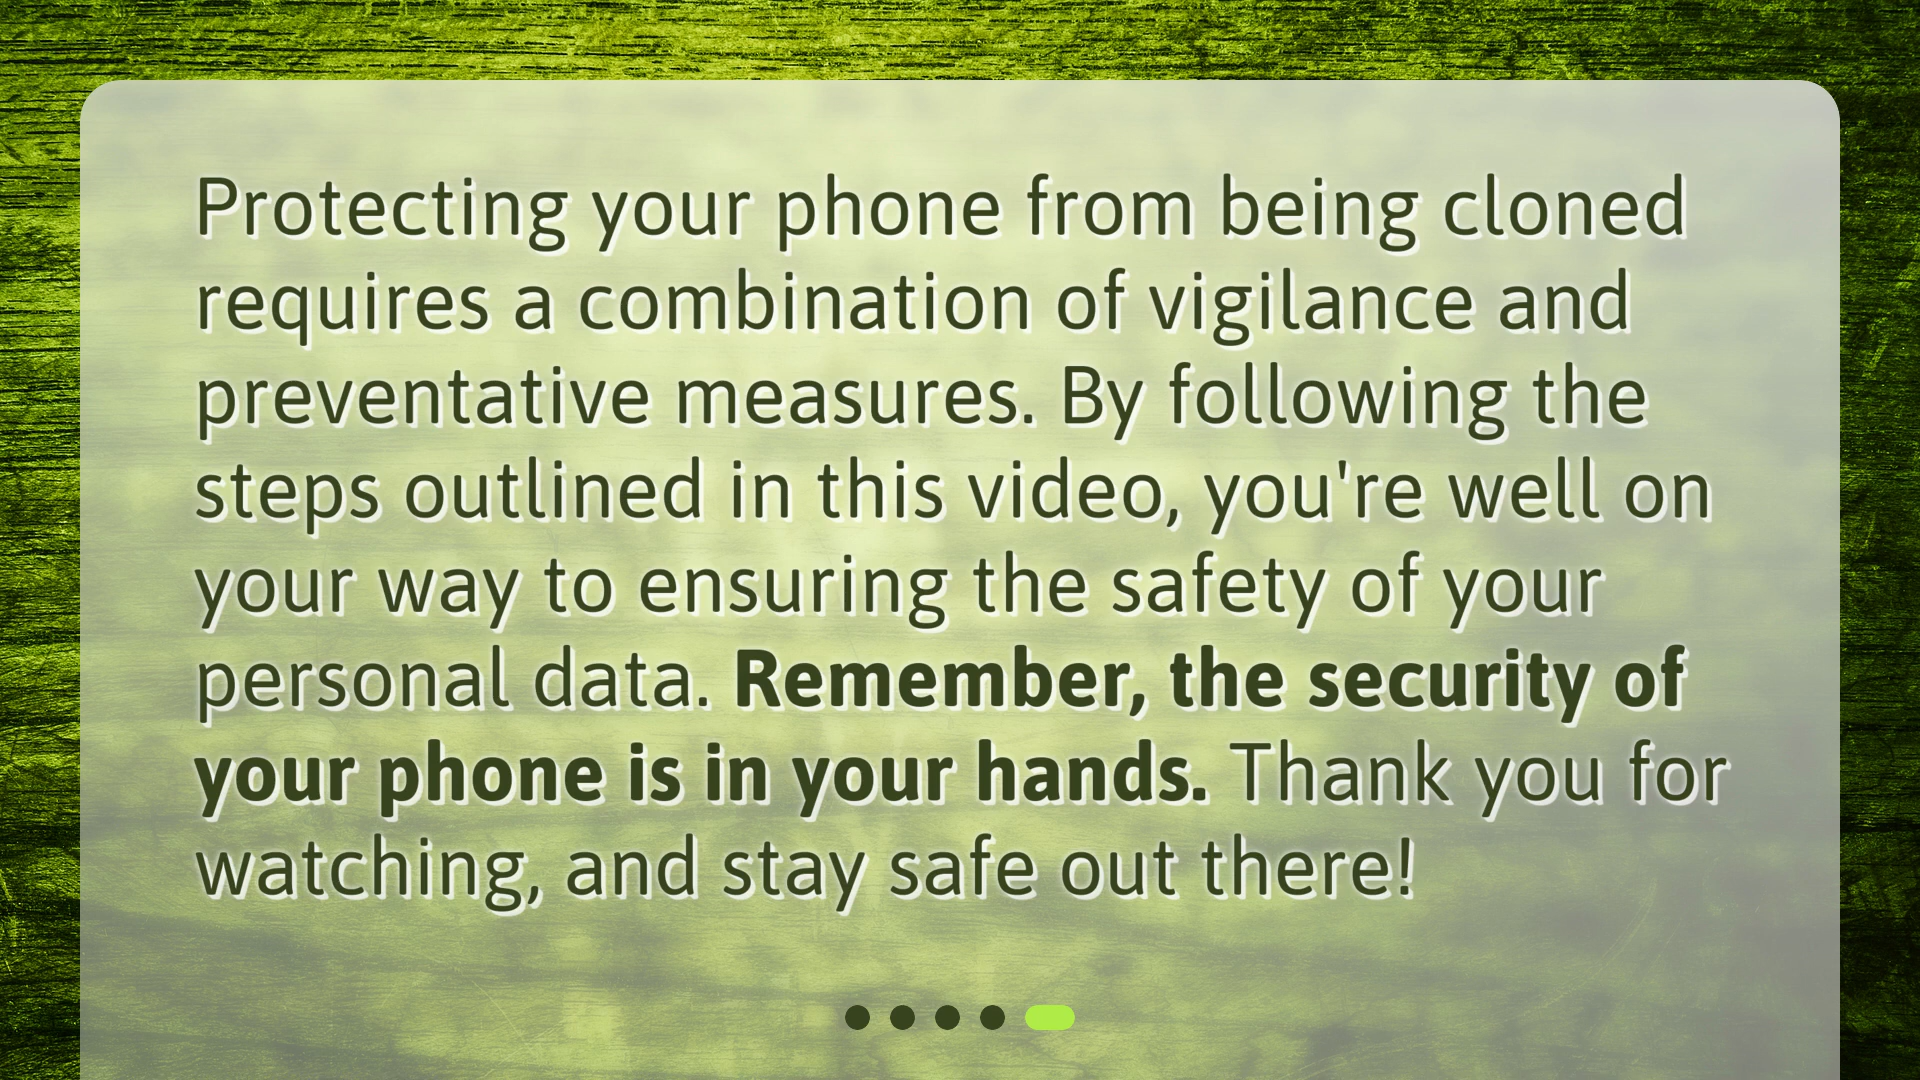 Protecting your phone from being cloned
requires a combination of vigilance and
preventative measures. By following the
steps outlined in this video, you're well on
your way to ensuring the safety of your
personal data. Remember, the security of
your phone is in your hands. Thank you for
watching, and stay safe out there!